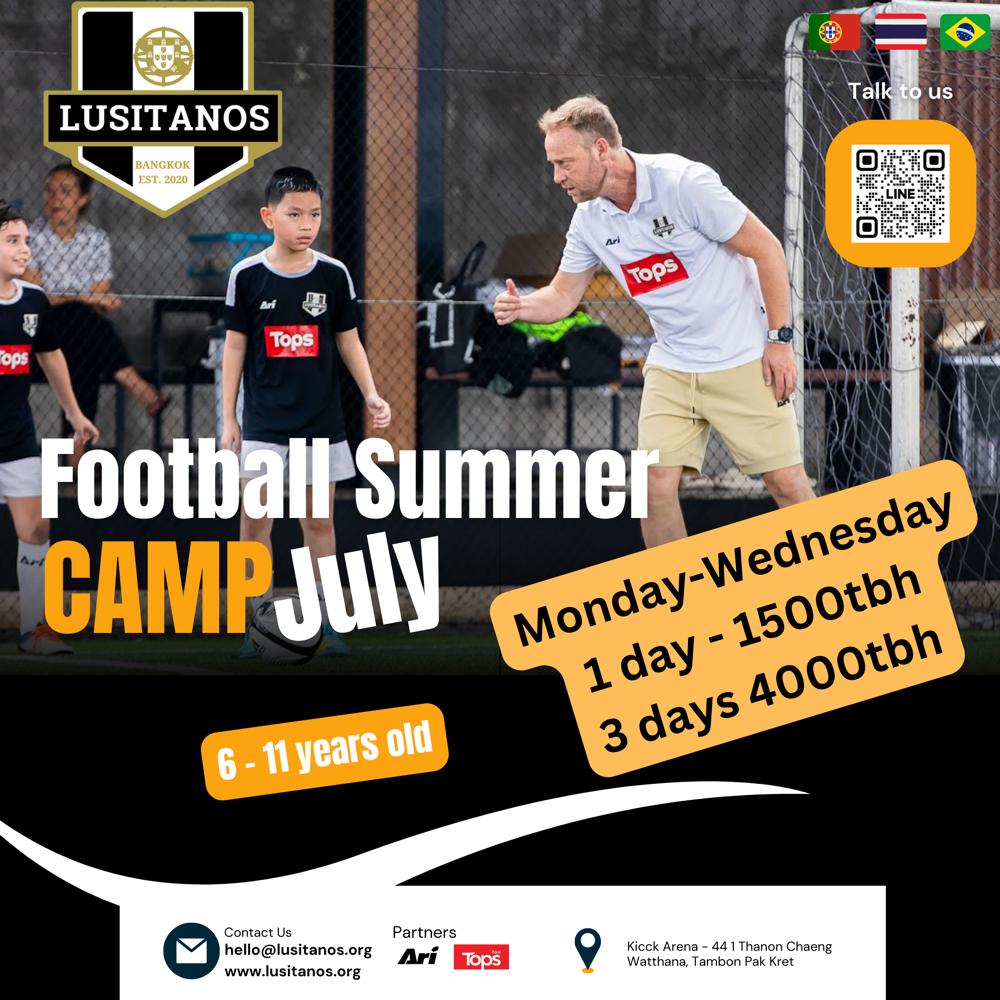 LUSITANOS
BANGKOK
EST. 2020
Talk to us
LINE
Ari
Tops
Ari
Tops
Tops
Football Summer
CAMP July
Monday-Wednesday
1 day - 1500tbh
3 days 4000tbh
6 - 11 years old
Contact Us
hello@lusitanos.org
www.lusitanos.org
Partners
Ari
Tops
Kicck Arena - 44 1 Thanon Chaeng
Watthana, Tambon Pak Kret